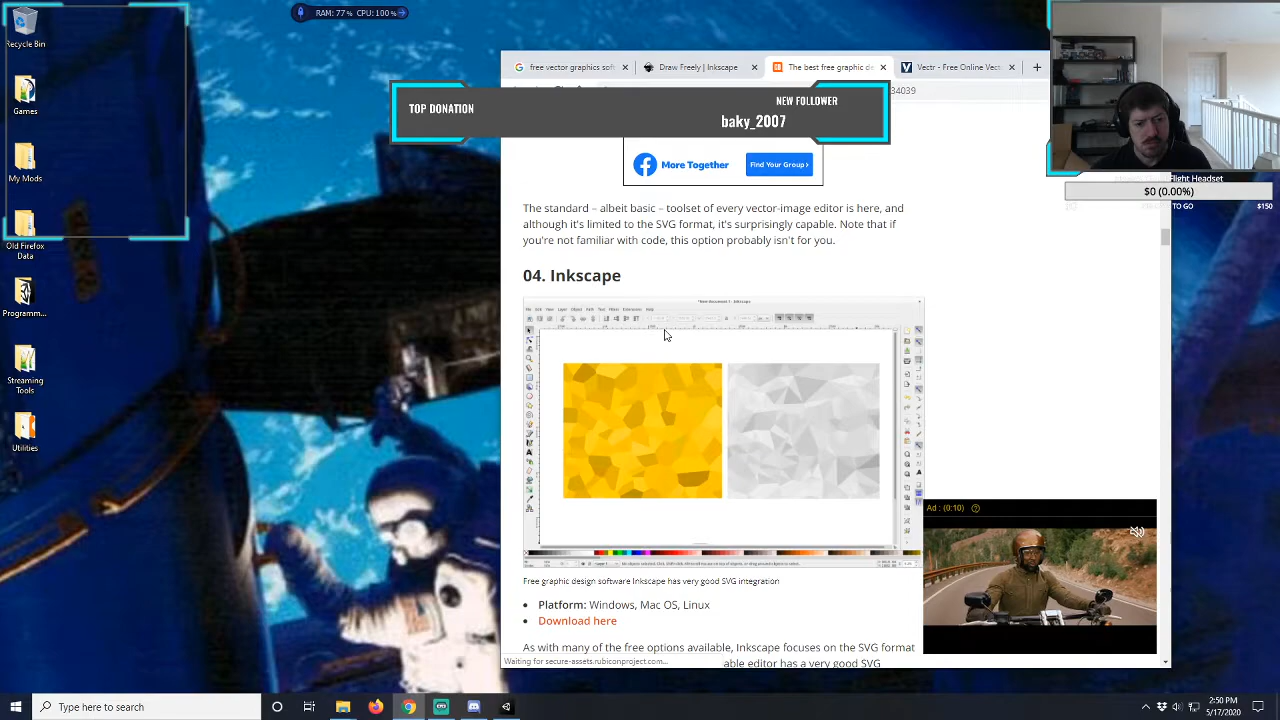 Recycle Bin
My Mods
Old Firefox
Streaming
Tools
Utilities
RAM: 77% CPU: 100%
free vector graphics soft
Draw Freely | Inkscape
The best free graphic de
Vectr - Free Online Vect
34039
TOP DONATION
NEW FOLLOWER
baky_2007
More Together
Find Your Group ›
Flight Headset
$0 (0.00%)
TO GO
$150
The standard – albeit basic – toolset of every vector-image editor is here, and
although it's limited to the SVG format, it's surprisingly capable. Note that if
you're not familiar with code, this option probably isn't for you.
04. Inkscape
Free graphic design software Inkscape has very good SVG integration
Platform: Windows, Mac OS, Linux
Download here
As with many of the free options available, Inkscape focuses on the SVG format
able editor has a very good SVG
Waiting for secure-assets.rubiconproject.com...
Ad : (0:10)
Type here to search
2:50 PM
5/17/2020